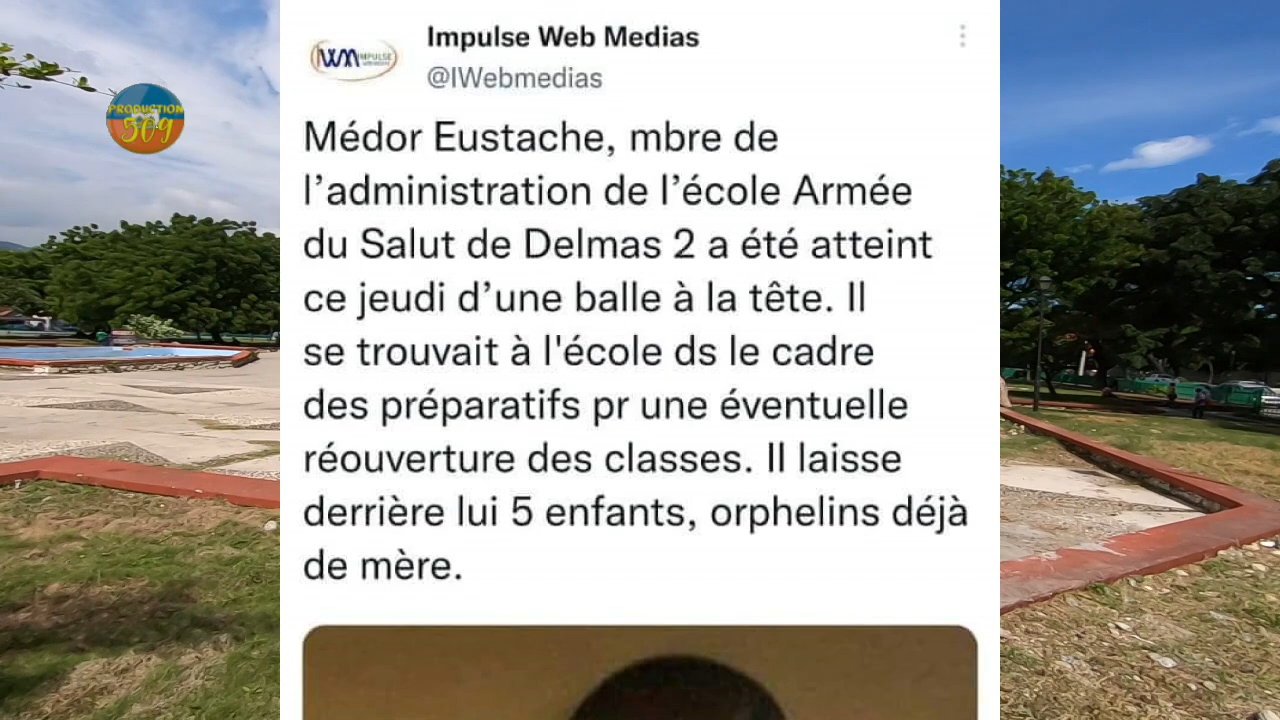 PRODUCTION
509
IWM IMPULSE
Impulse Web Medias
@IWebmedias
Médor Eustache, mbre de
l’administration de l’école Armée
du Salut de Delmas 2 a été atteint
ce jeudi d’une balle à la tête. Il
se trouvait à l'école ds le cadre
des préparatifs pr une éventuelle
réouverture des classes. Il laisse
derrière lui 5 enfants, orphelins déjà
de mère.